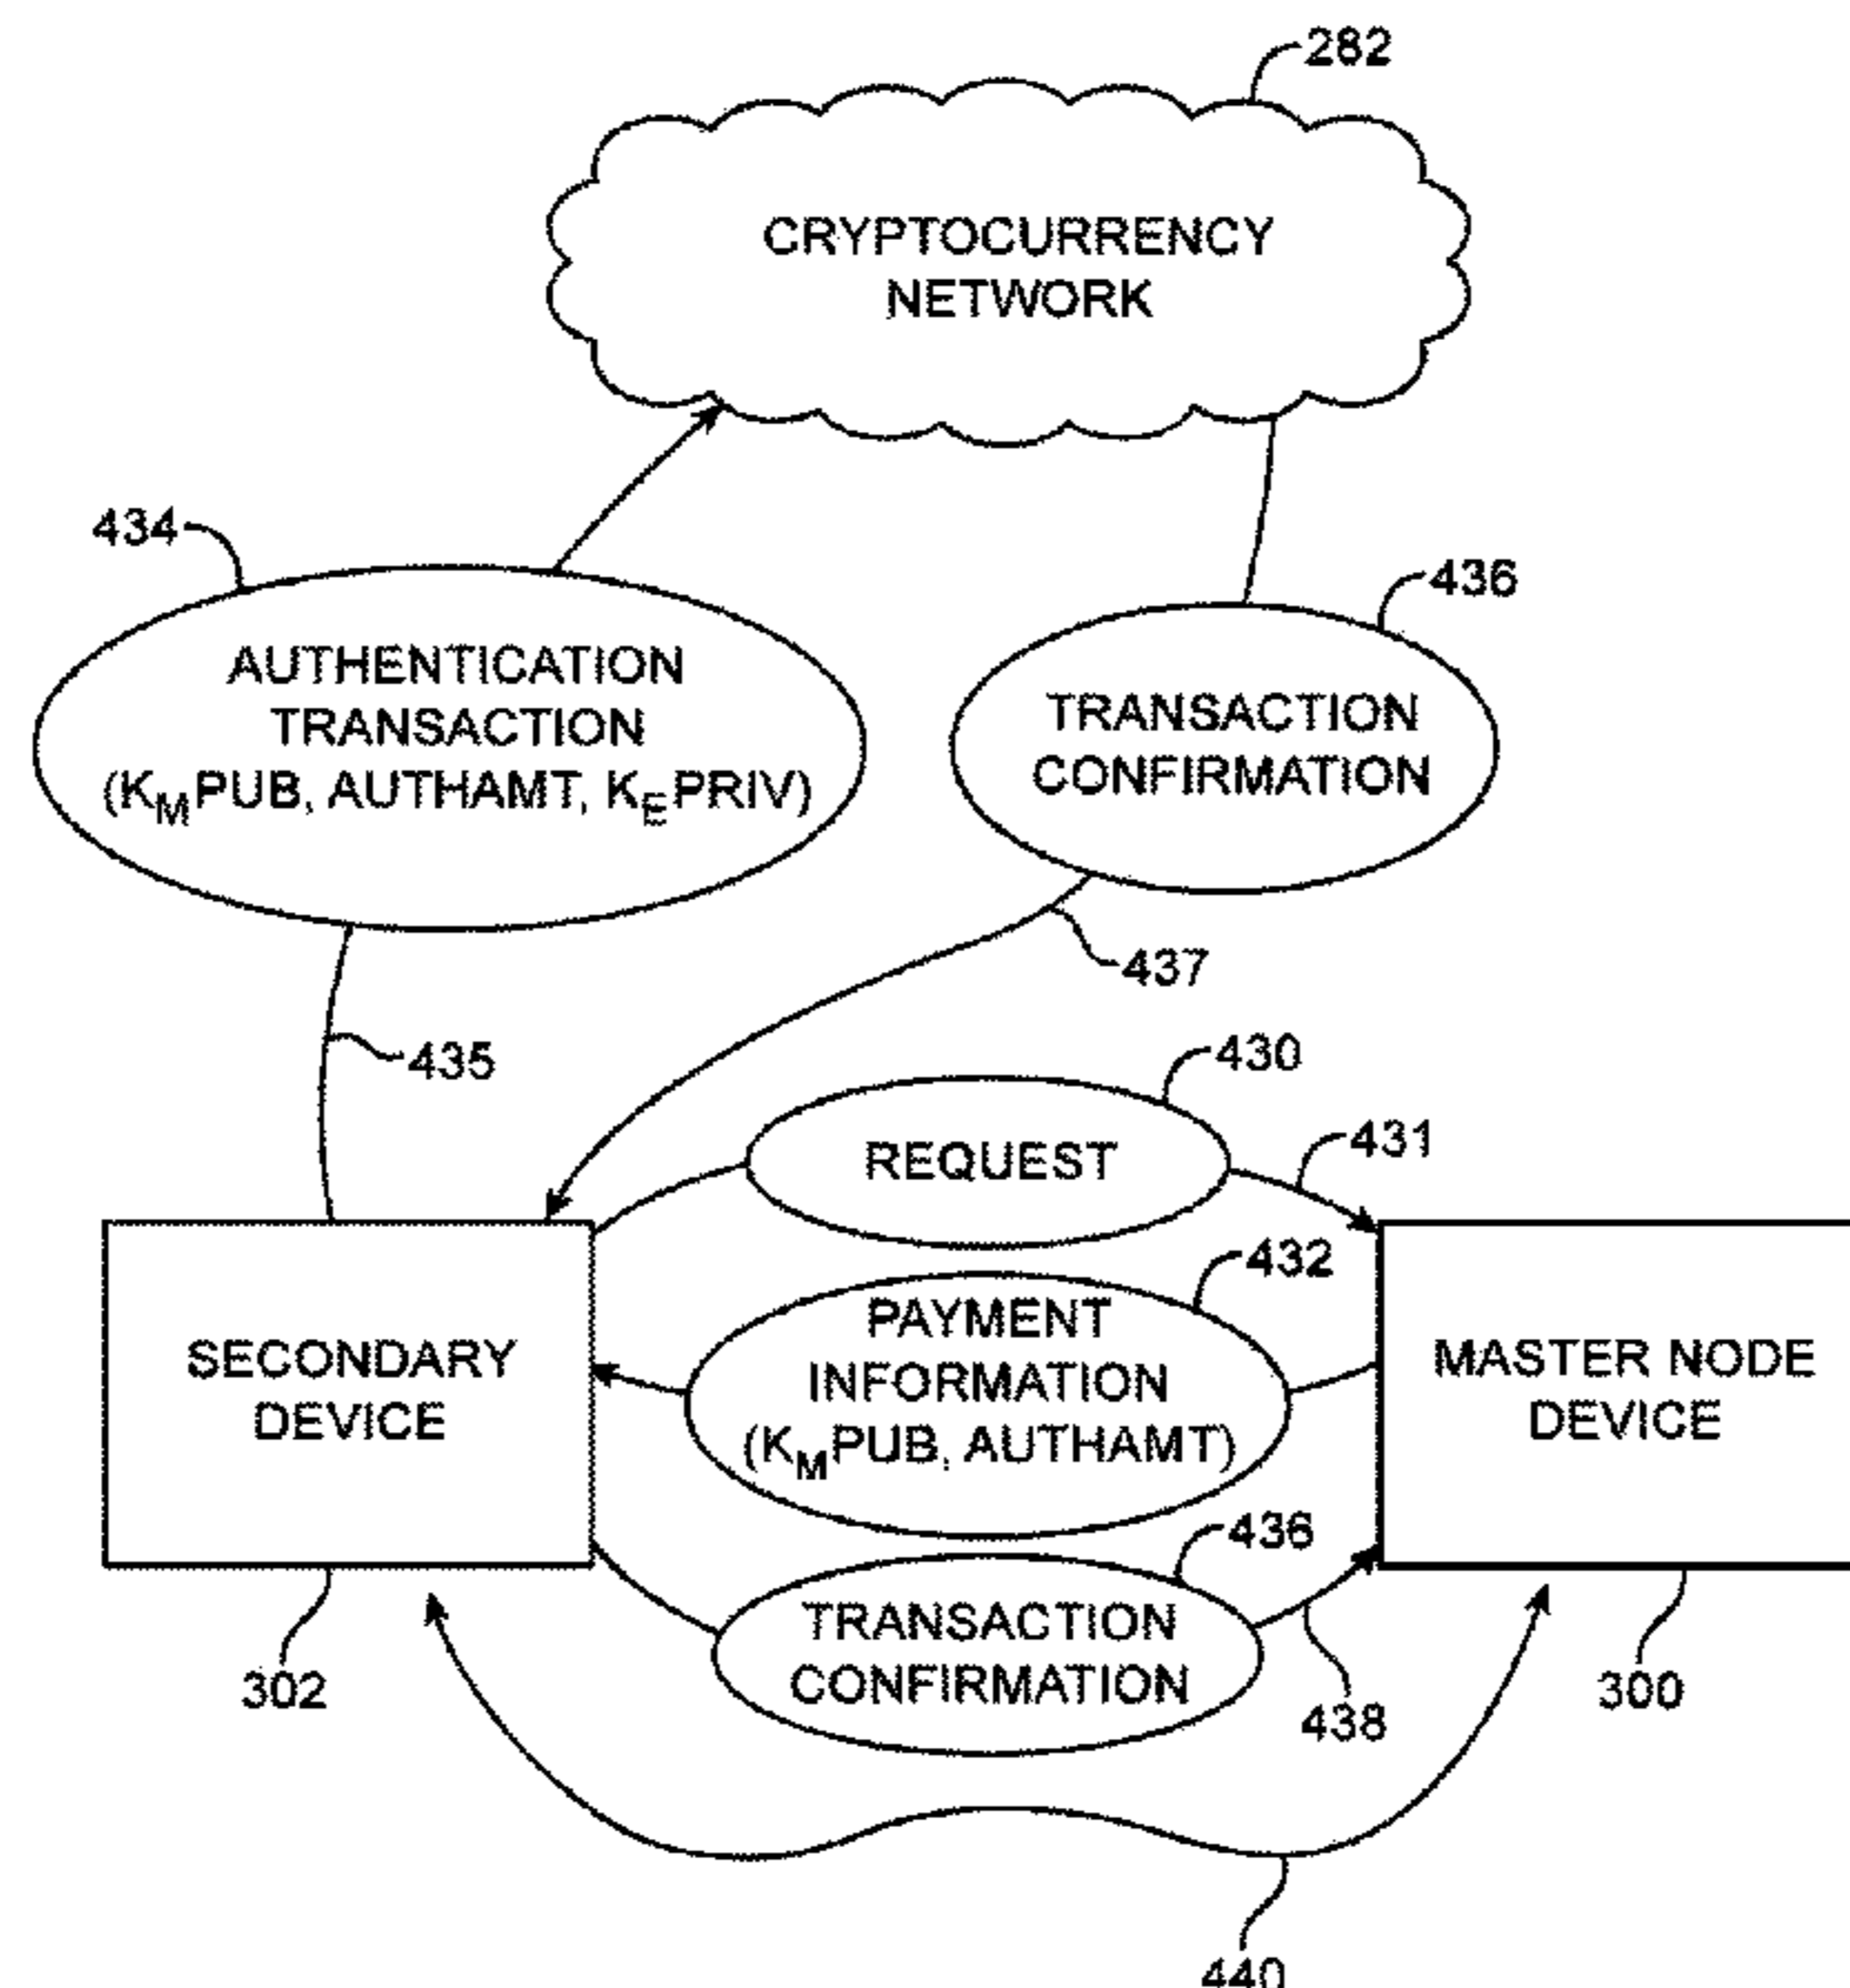 282
CRYPTOCURRENCY
NETWORK
434
436
AUTHENTICATION
TRANSACTION
(KMPUB, AUTHAMT, KEPRIV)
TRANSACTION
CONFIRMATION
437
435
430
REQUEST
431
432
PAYMENT
INFORMATION
(KMPUB, AUTHAMT)
SECONDARY
DEVICE
MASTER NODE
DEVICE
436
TRANSACTION
CONFIRMATION
302
438
300
440